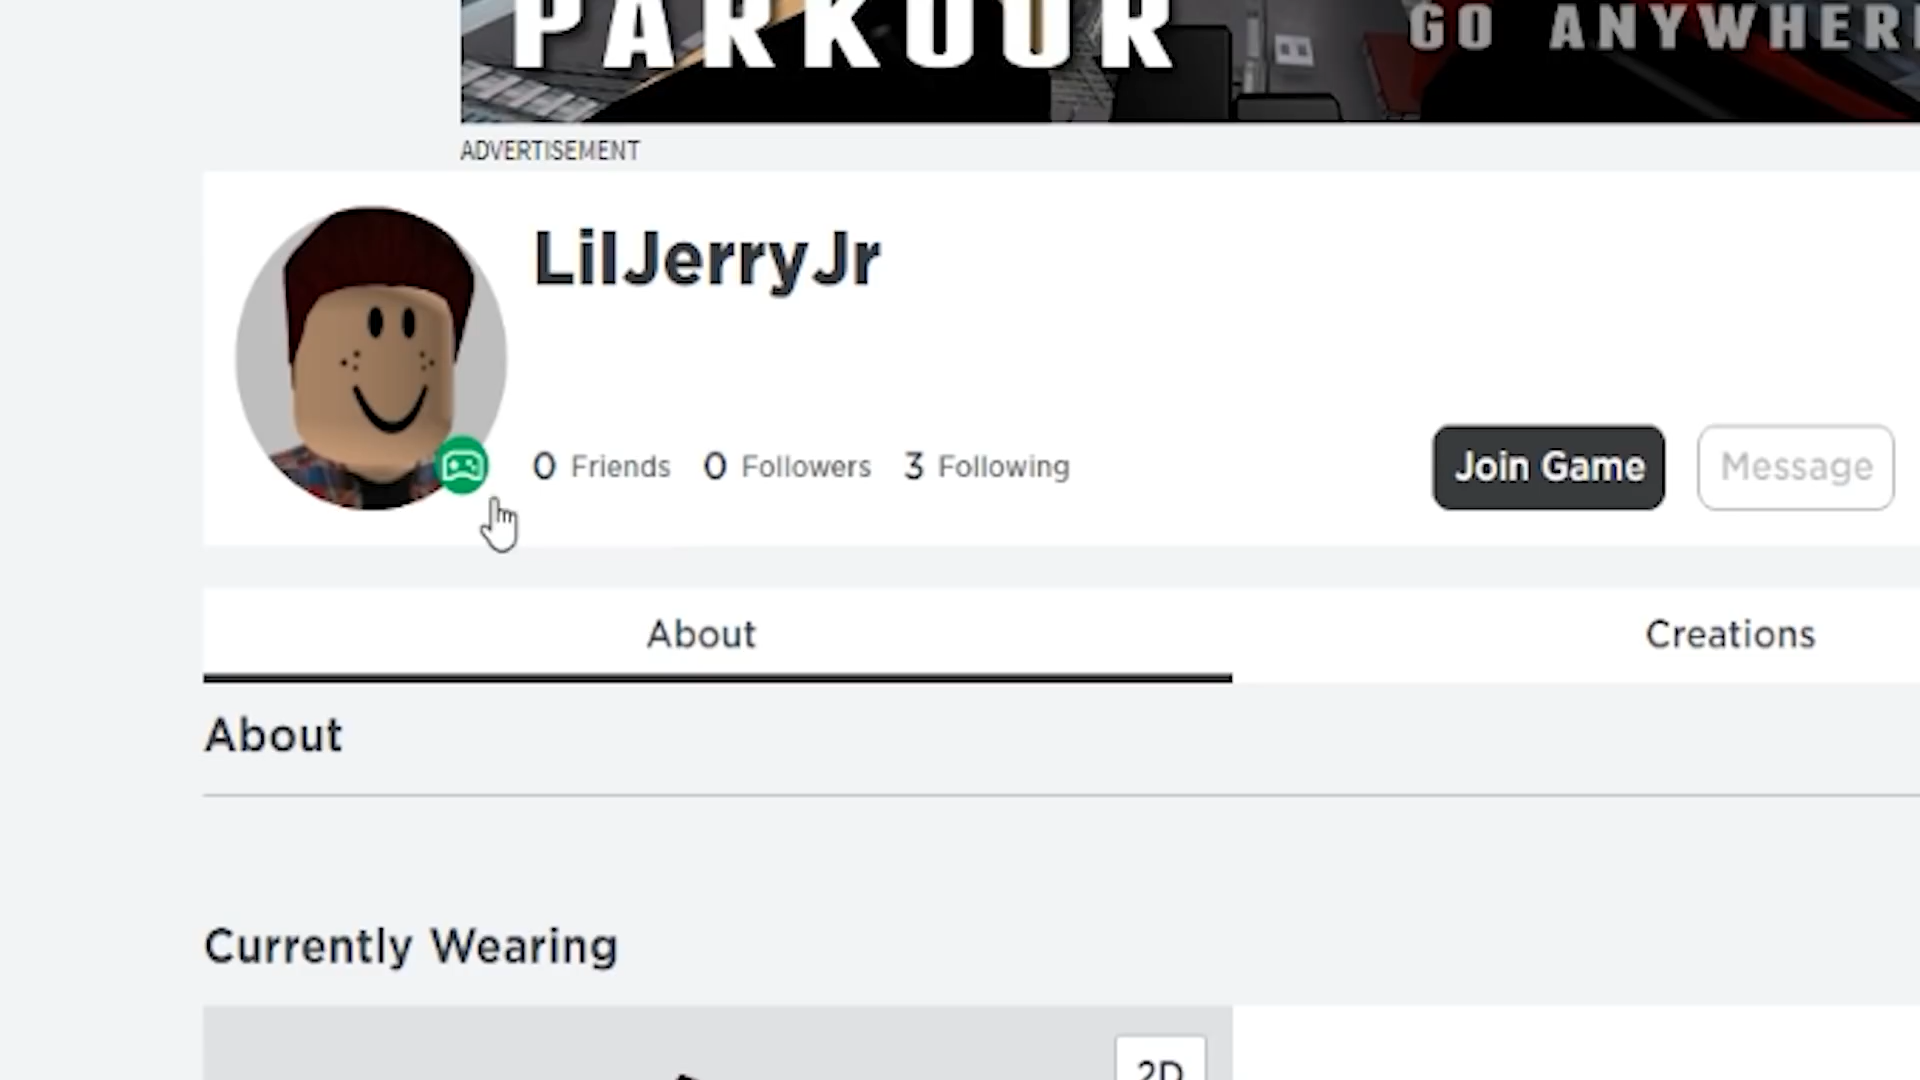 PARKOUR
GO ANYWHER
ADVERTISEMENT
LilJerryJr
0 Friends 0 Followers 3 Following
Join Game
Message
About
Creations
About
Currently Wearing
2D